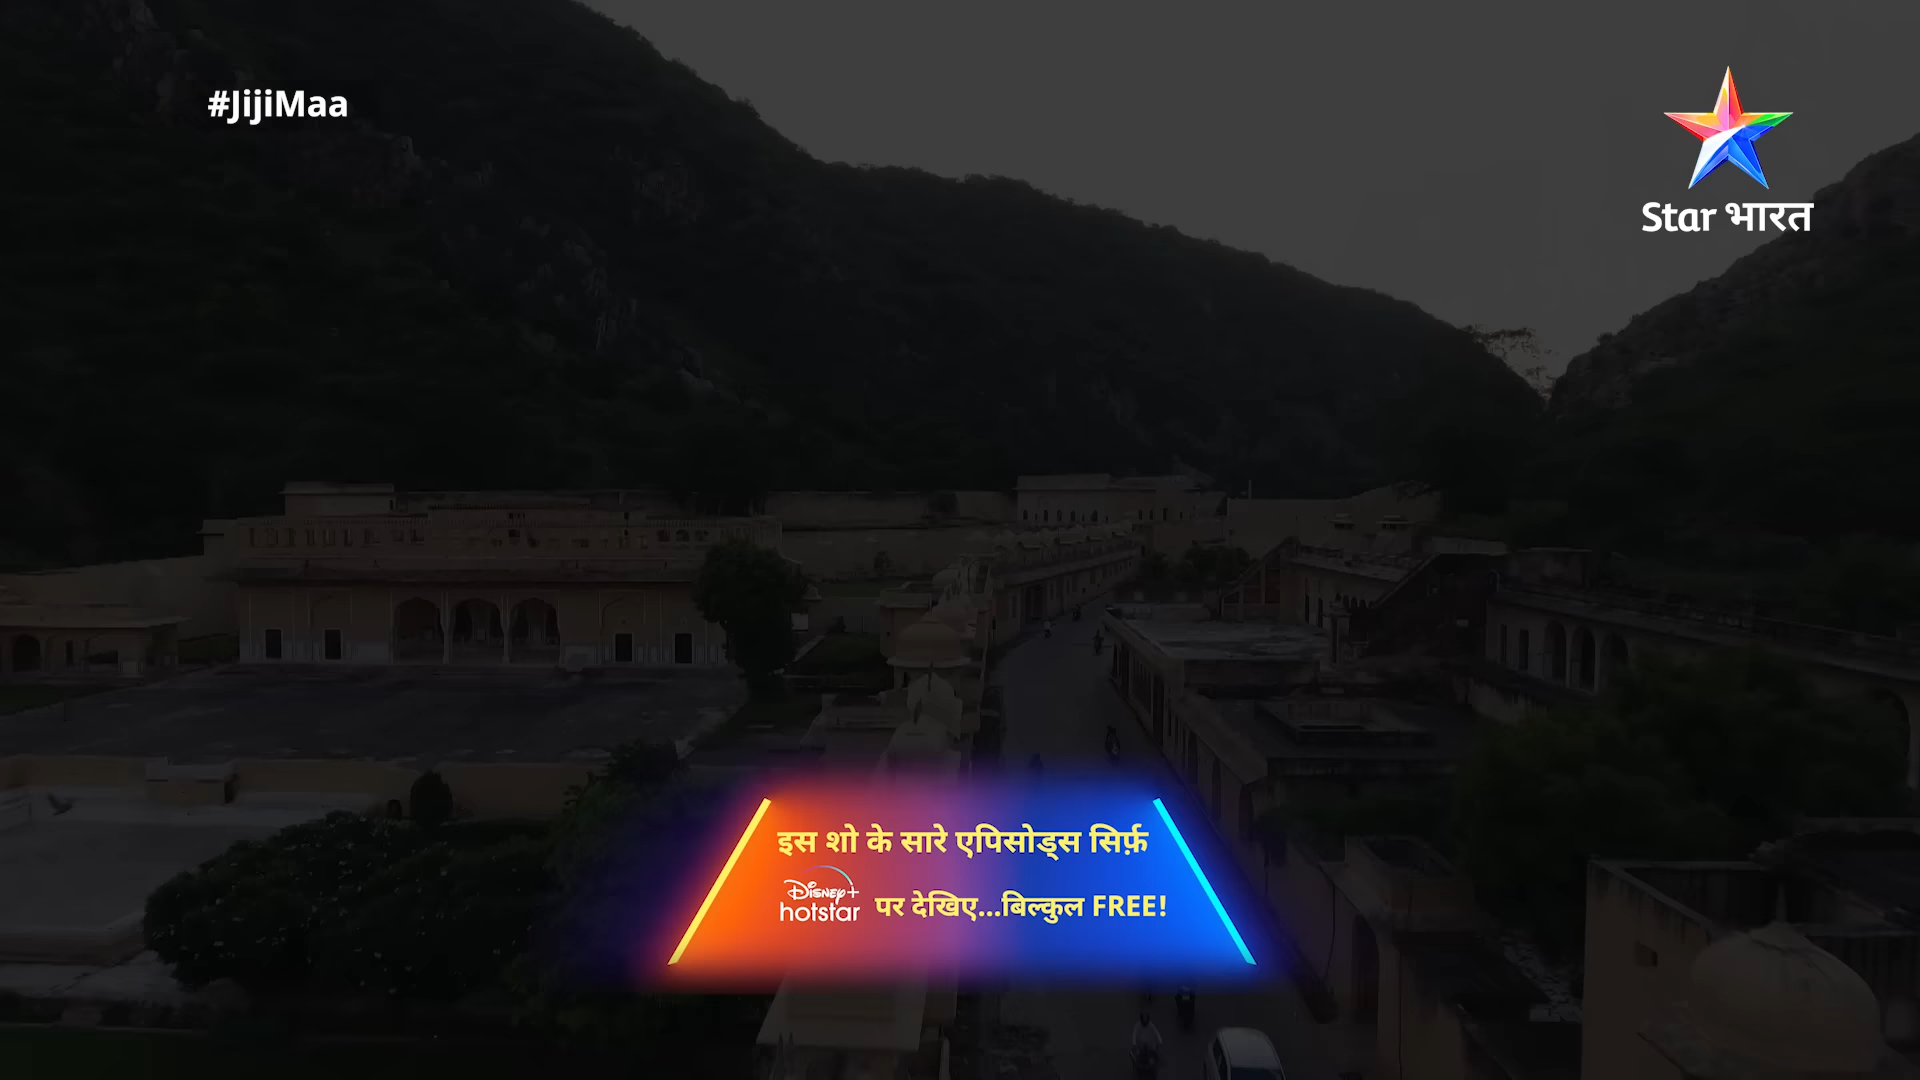 #JijiMaa
Star भारत
इस शो के सारे एपिसोड्स सिर्फ़
Disney+ hotstar पर देखिए...बिल्कुल FREE!